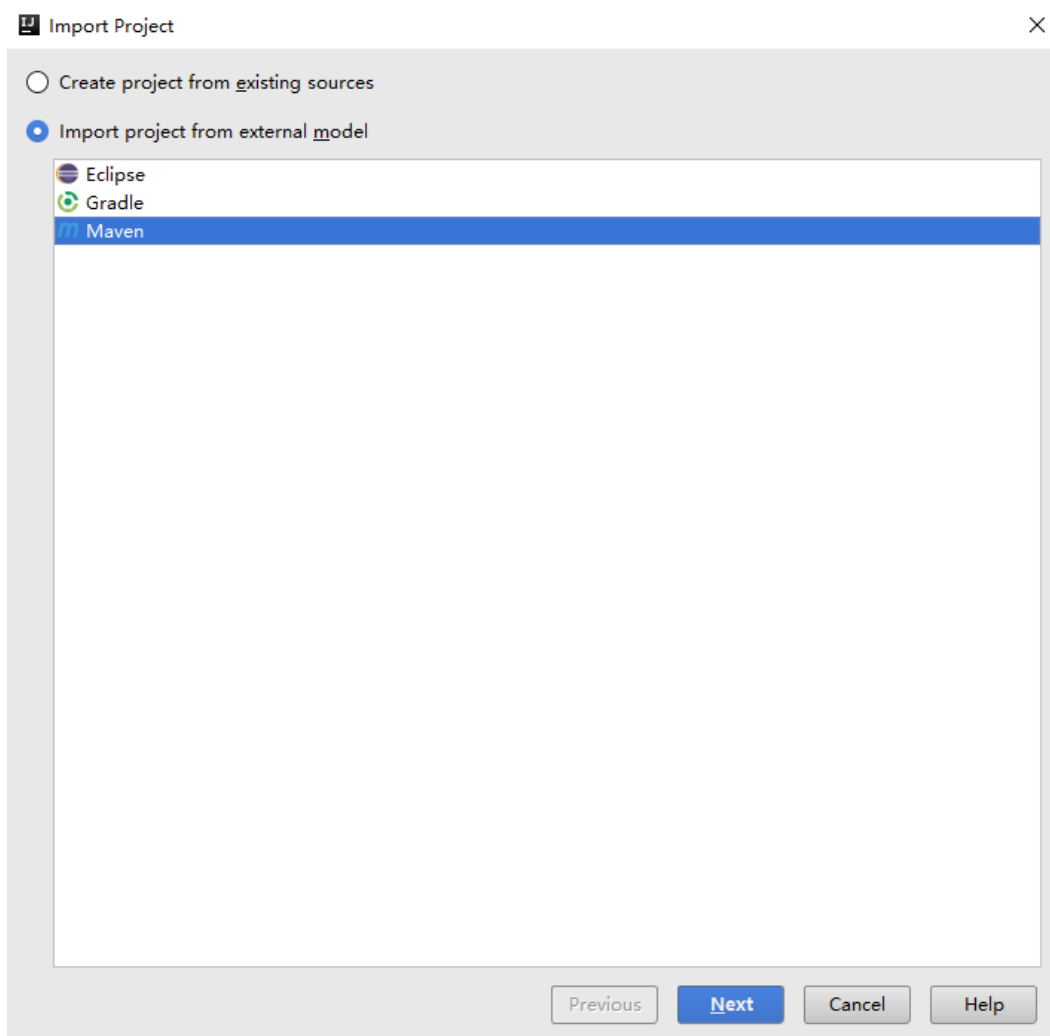 IJ Import Project
Create project from existing sources
Import project from external model
Eclipse
Gradle
m Maven
Previous Next Cancel Help